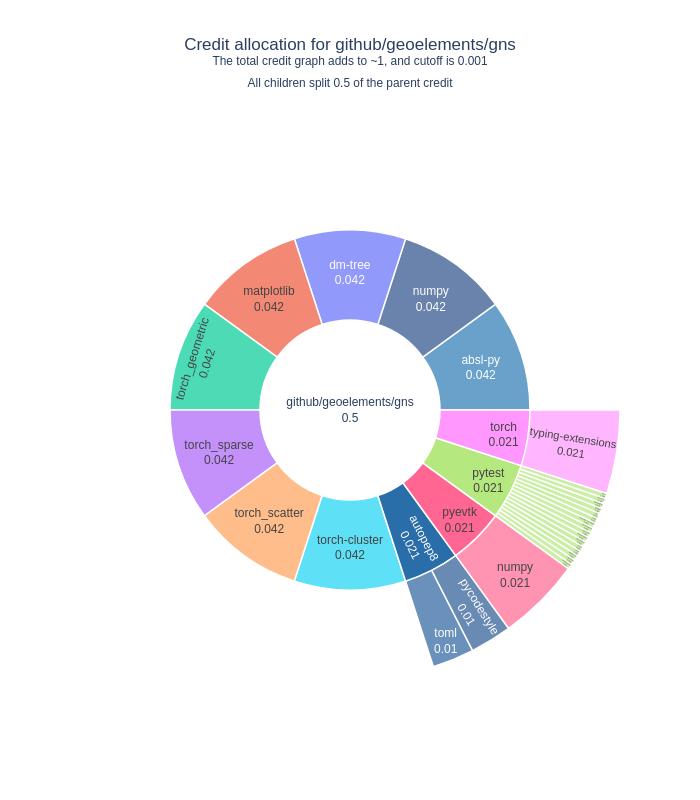 Credit allocation for github/geoelements/gns
The total credit graph adds to ~1, and cutoff is 0.001
All children split 0.5 of the parent credit
dm-tree
0.042
matplotlib
0.042
numpy
0.042
torch_geometric
0.042
absl-py
0.042
github/geoelements/gns
0.5
torch
0.021
typing-extensions
0.021
torch_sparse
0.042
pytest
0.021
torch_scatter
0.042
pyevtk
0.021
autopep8
0.021
torch-cluster
0.042
numpy
0.021
pycodestyle
0.01
toml
0.01